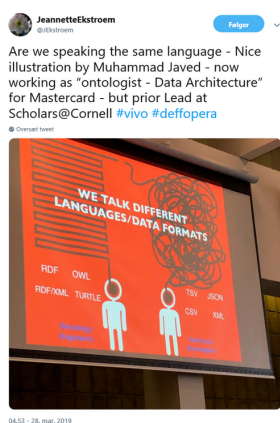 JeannetteEkstroem
@JEkstroem
Følger
Are we speaking the same language - Nice
illustration by Muhammad Javed - now
working as "ontologist - Data Architecture"
for Mastercard - but prior Lead at
Scholars@Cornell #vivo #deffopera
Oversæt tweet
WE TALK DIFFERENT
LANGUAGES/DATA FORMATS
RDF OWL
RDF/XML TURTLE
TSV JSON
CSV XML
04.53 - 28. mar. 2019